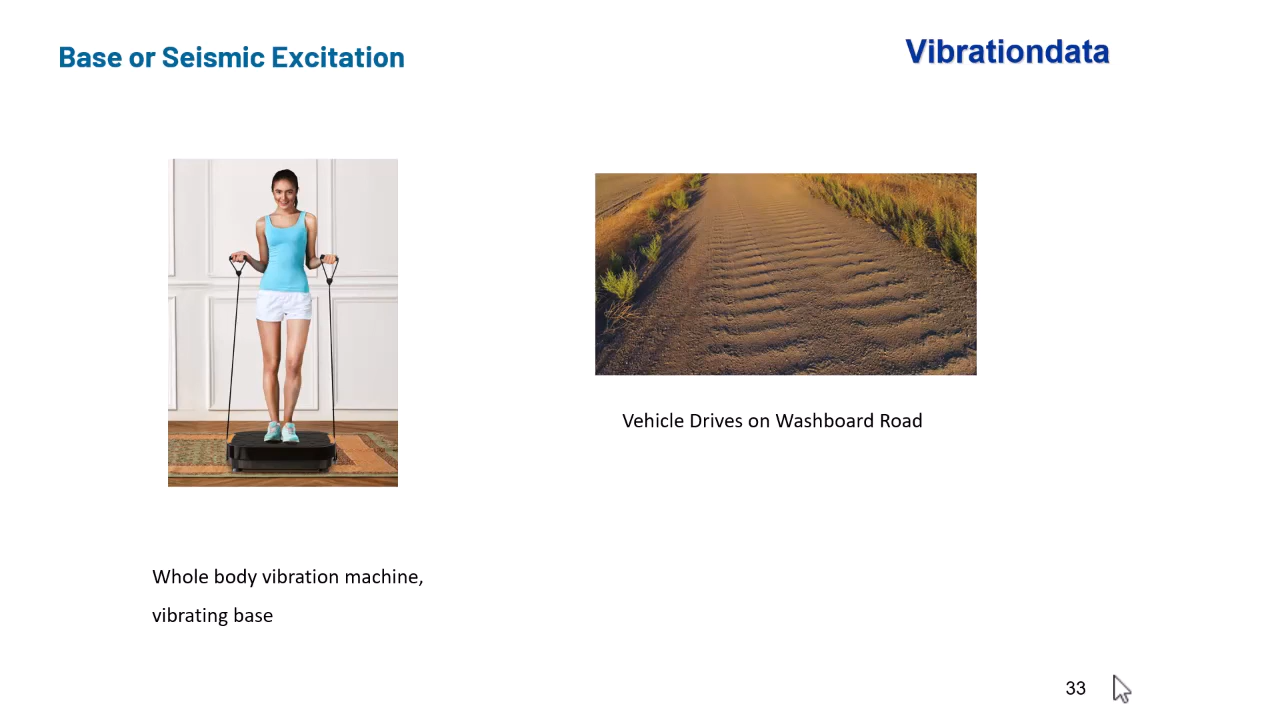 Base or Seismic Excitation
Vibrationdata
Vehicle Drives on Washboard Road
Whole body vibration machine,
vibrating base
33